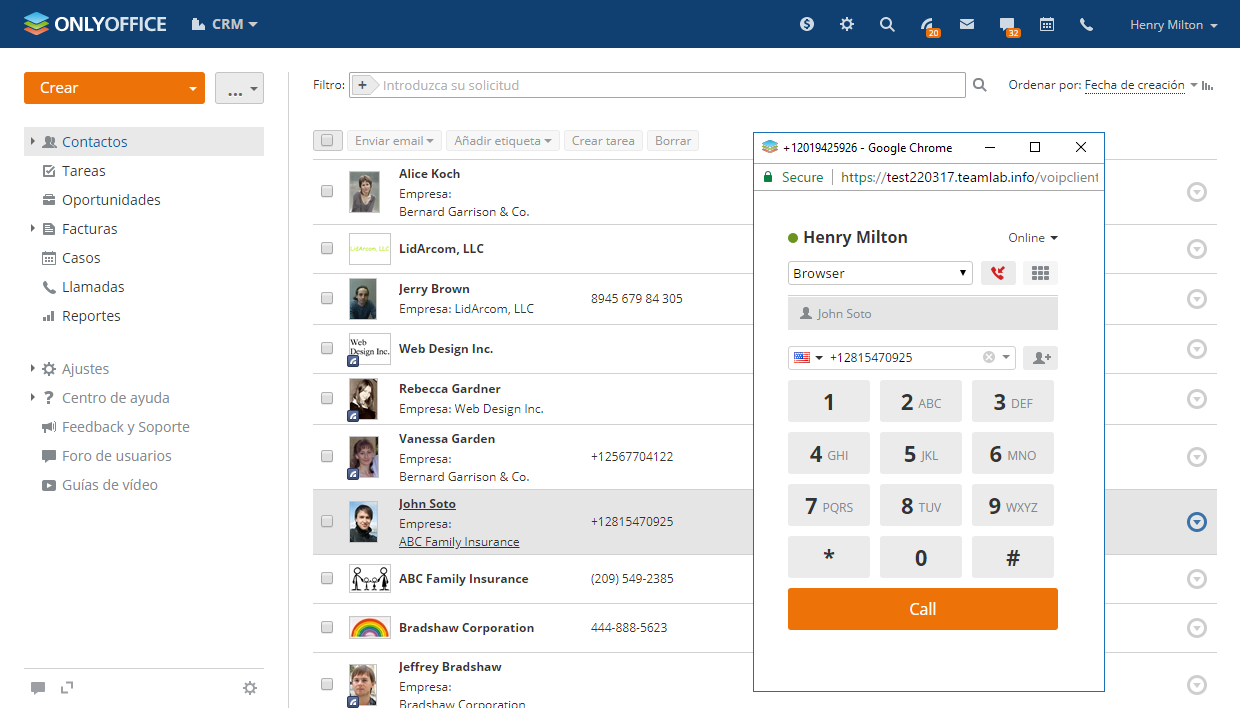 ONLYOFFICE CRM 20 32 Henry Milton
Crear ...
Filtro: + Introduzca su solicitud Ordenar por: Fecha de creación
Contactos
Tareas
Oportunidades
Facturas
Casos
Llamadas
Reportes
Ajustes
? Centro de ayuda
Feedback y Soporte
Foro de usuarios
Guías de vídeo
Enviar email Añadir etiqueta Crear tarea Borrar
Alice Koch
Empresa:
Bernard Garrison & Co.
LidArcom, LLC
LidArcom, LLC
Jerry Brown
Empresa: LidArcom, LLC
8945 679 84 305
Web
Design Inc.
Web Design Inc.
Rebecca Gardner
Empresa: Web Design Inc.
Vanessa Garden
Empresa:
Bernard Garrison & Co.
+12567704122
John Soto
Empresa:
ABC Family Insurance
+12815470925
ABC Family Insurance
(209) 549-2385
Bradshaw Corporation
444-888-5623
Jeffrey Bradshaw
Empresa:
Bradshaw Corporation
+12019425926 - Google Chrome
Secure https://test220317.teamlab.info/voipclient
Henry Milton Online
Browser
John Soto
+12815470925
1 2 ABC 3 DEF
4 GHI 5 JKL 6 MNO
7 PQRS 8 TUV 9 WXYZ
* 0 #
Call